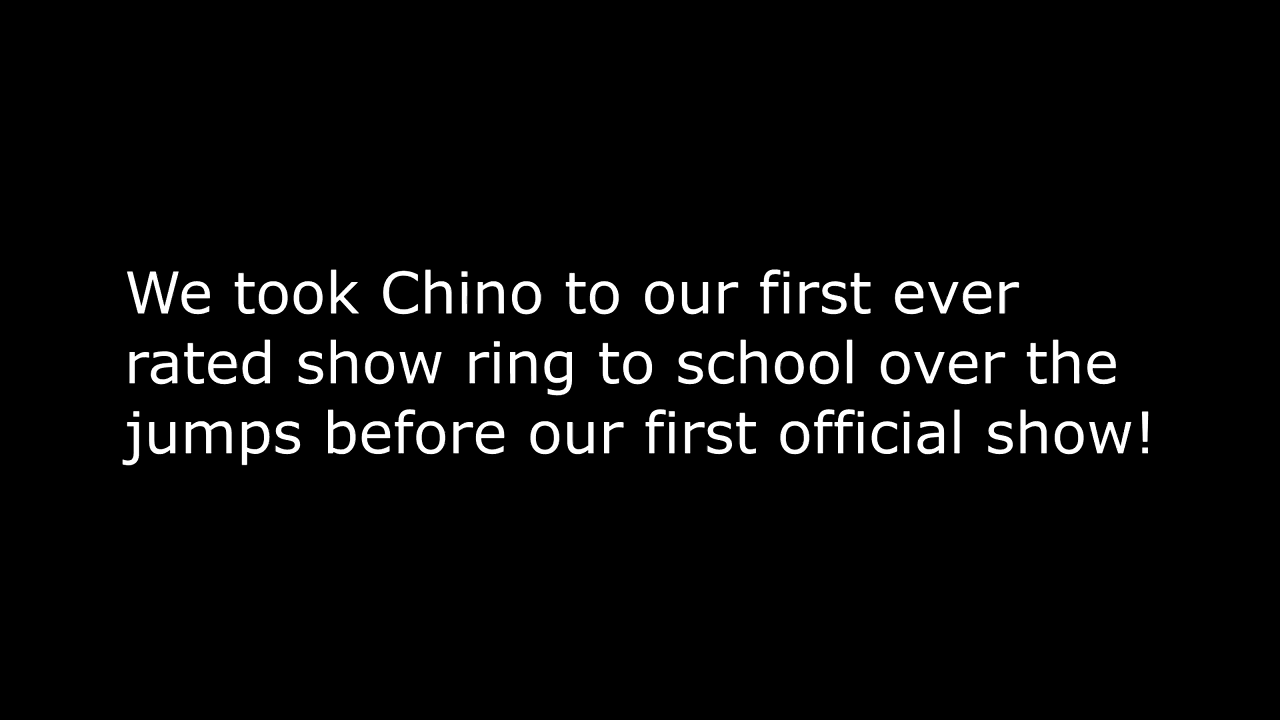 We took Chino to our first ever
rated show ring to school over the
jumps before our first official show!